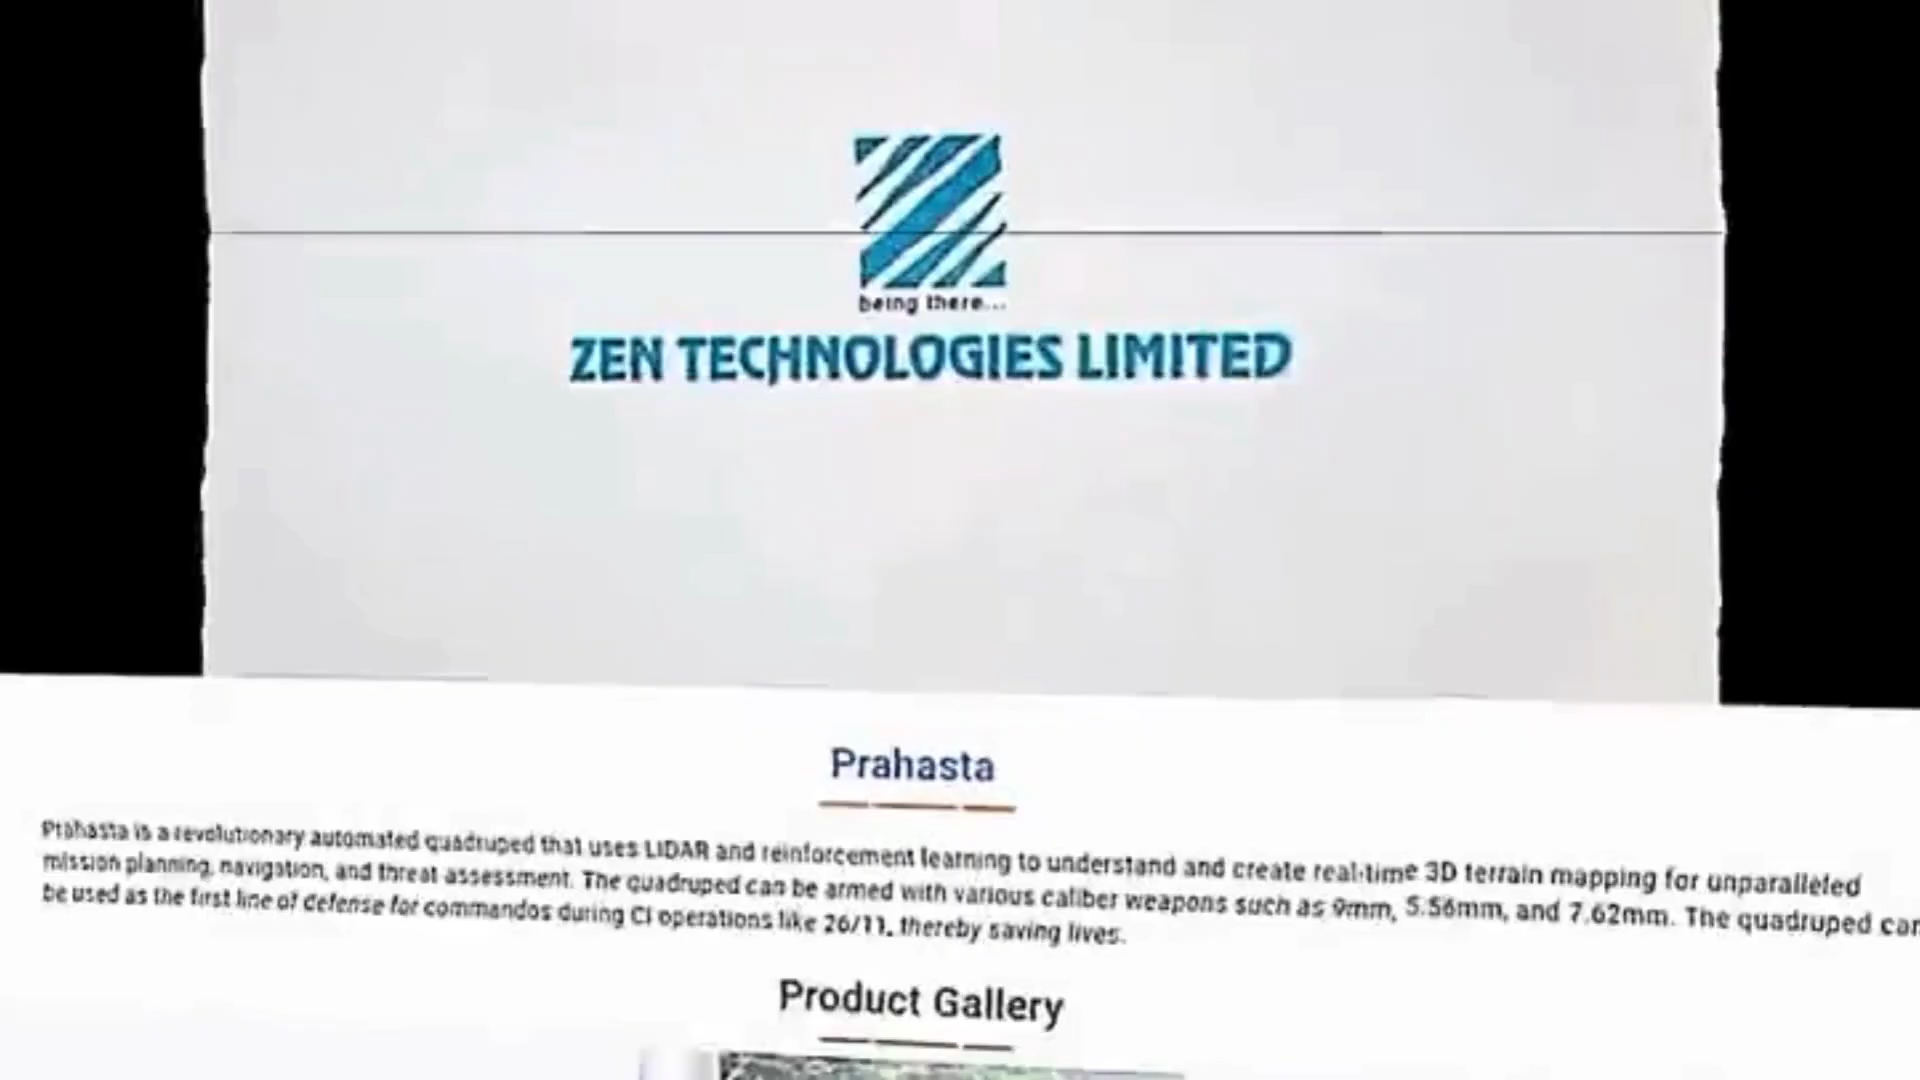 being there...
ZEN TECHNOLOGIES LIMITED
Prahasta
Prahasta is a revolutionary automated quadruped that uses LIDAR and reinforcement learning to understand and create real-time 3D terrain mapping for unparalleled
mission planning, navigation, and threat assessment. The quadruped can be armed with various caliber weapons such as 9mm, 5.56mm, and 7.62mm. The quadruped can
be used as the first line of defense for commandos during CI operations like 26/11, thereby saving lives.
Product Gallery